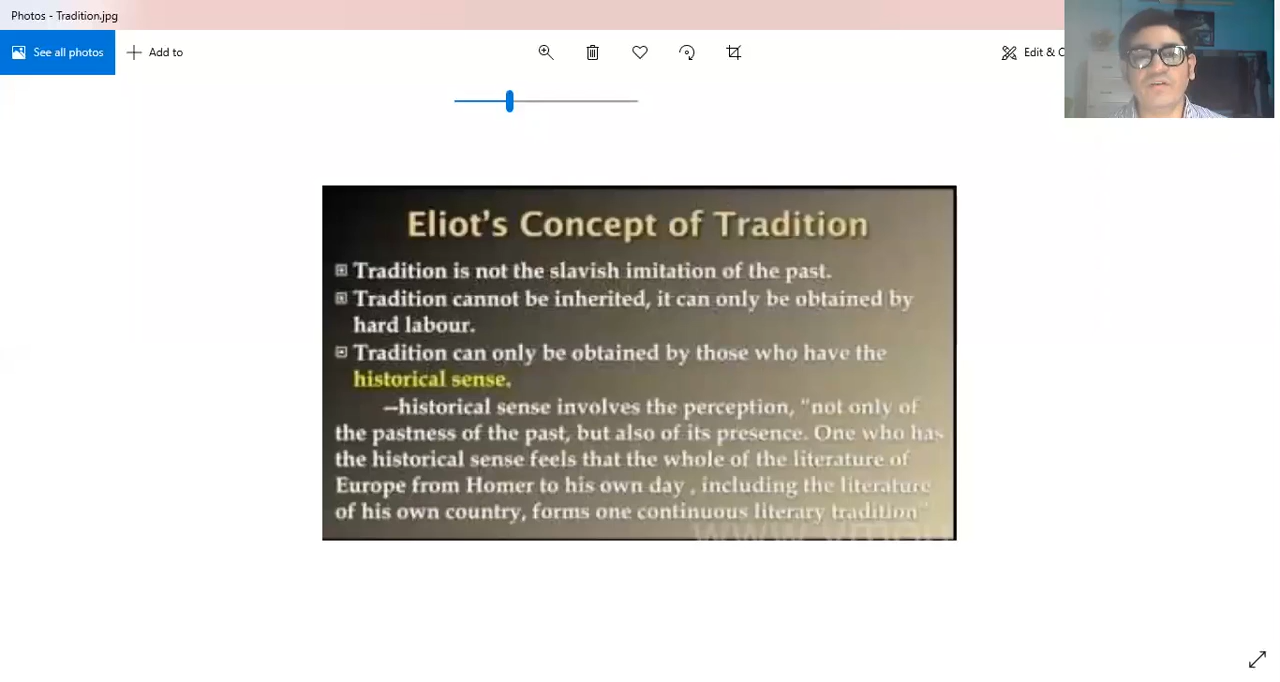 Photos - Tradition.jpg
See all photos
Add to
Edit & C
Eliot's Concept of Tradition
Tradition is not the slavish imitation of the past.
Tradition cannot be inherited, it can only be obtained by
hard labour.
Tradition can only be obtained by those who have the
historical sense.
—historical sense involves the perception, "not only of
the pastness of the past, but also of its presence. One who has
the historical sense feels that the whole of the literature of
Europe from Homer to his own day , including the literature
of his own country, forms one continuous literary tradition"